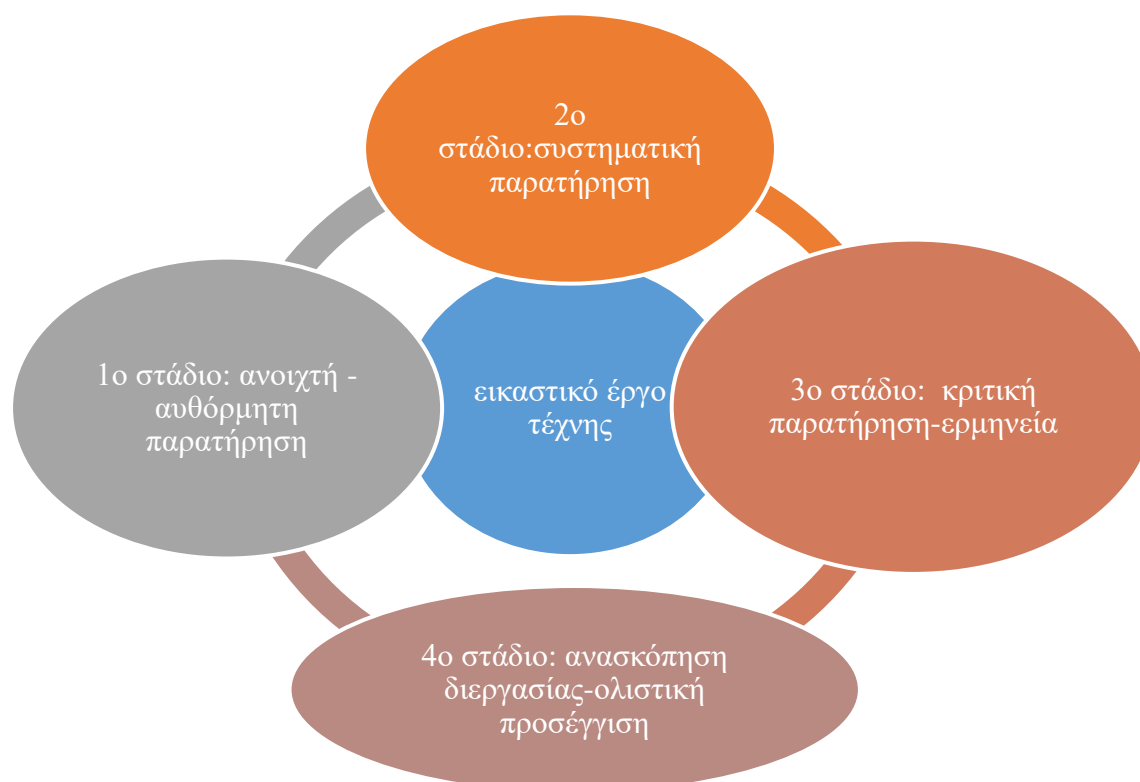 2ο
στάδιο:συστηματική
παρατήρηση
1ο στάδιο: ανοιχτή -
αυθόρμητη
παρατήρηση
εικαστικό έργο
τέχνης
3ο στάδιο: κριτική
παρατήρηση-ερμηνεία
4ο στάδιο: ανασκόπηση
διεργασίας-ολιστική
προσέγγιση